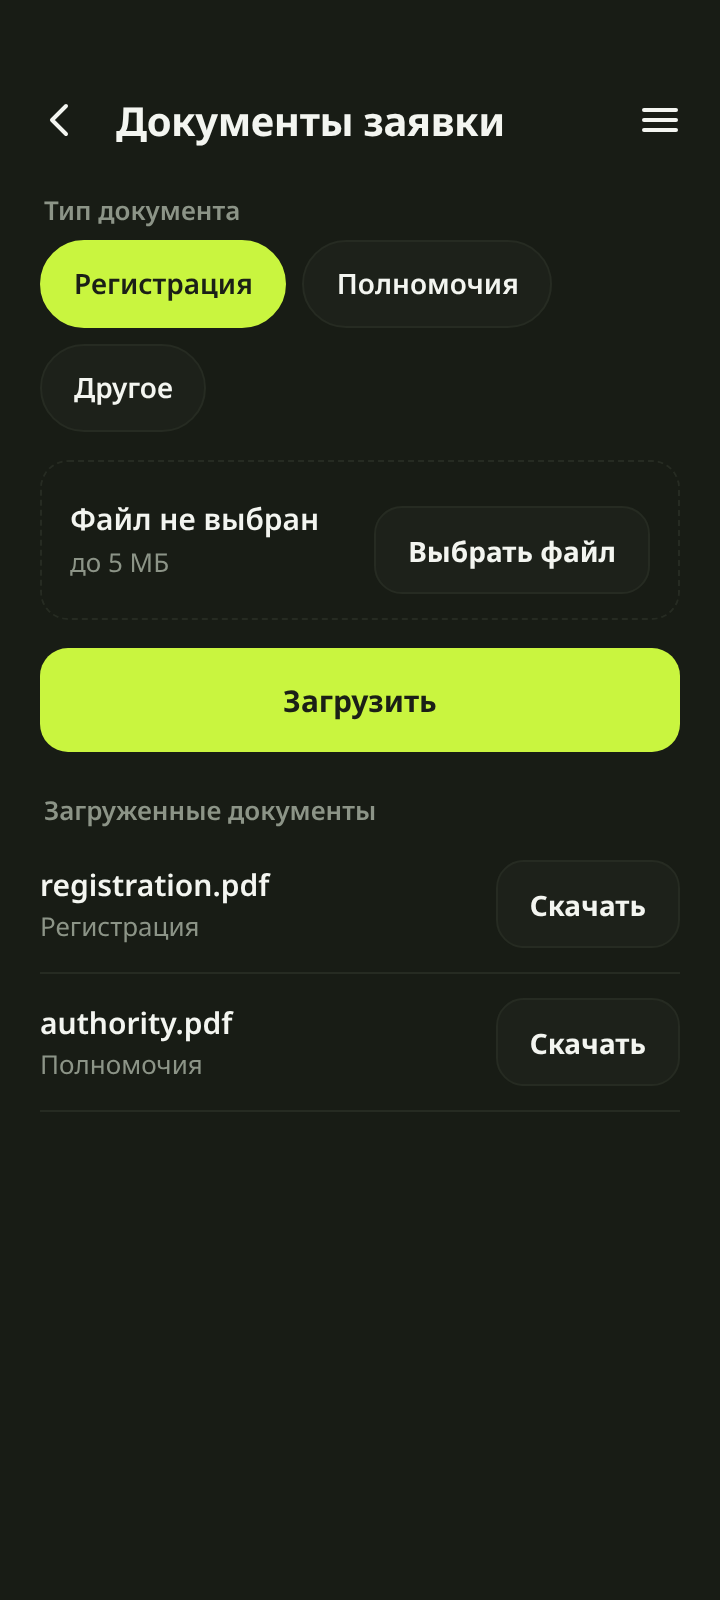 Документы заявки
Тип документа
Регистрация
Полномочия
Другое
Файл не выбран
до 5 МБ
Выбрать файл
Загрузить
Загруженные документы
registration.pdf
Регистрация
Скачать
authority.pdf
Полномочия
Скачать